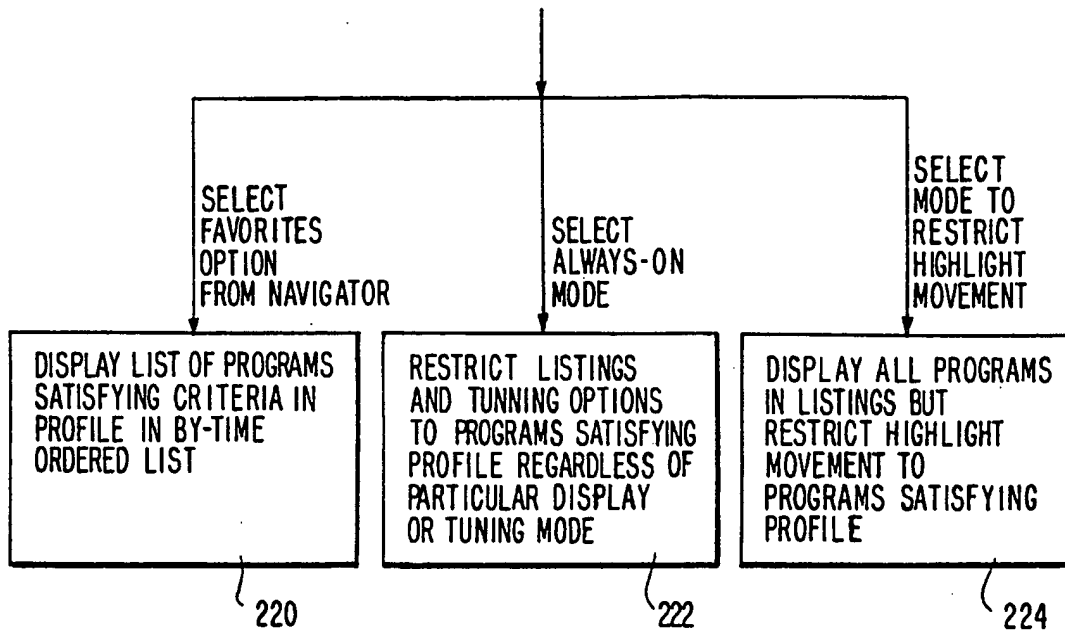 SELECT
FAVORITES
OPTION
FROM NAVIGATOR
SELECT
ALWAYS-ON
MODE
SELECT
MODE TO
RESTRICT
HIGHLIGHT
MOVEMENT
DISPLAY LIST OF PROGRAMS
SATISFYING CRITERIA IN
PROFILE IN BY-TIME
ORDERED LIST
RESTRICT LISTINGS
AND TUNNING OPTIONS
TO PROGRAMS SATISFYING
PROFILE REGARDLESS OF
PARTICULAR DISPLAY
OR TUNING MODE
DISPLAY ALL PROGRAMS
IN LISTINGS BUT
RESTRICT HIGHLIGHT
MOVEMENT TO
PROGRAMS SATISFYING
PROFILE
220
222
224